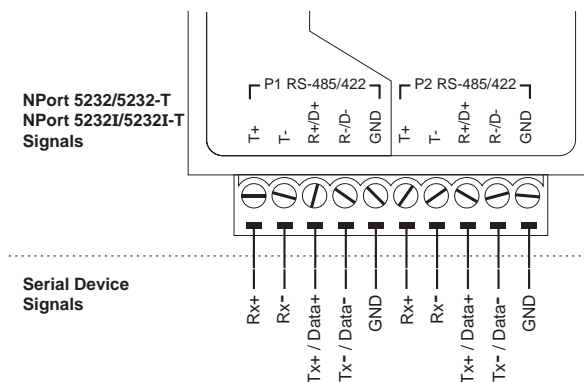 P1 RS-485/422
P2 RS-485/422
NPort 5232/5232-T
NPort 5232I/5232I-T
Signals
T+
T-
R+/D+
R-/D-
GND
T+
T-
R+/D+
R-/D-
GND
Serial Device
Signals
Rx+
Rx-
Tx+ / Data+
Tx- / Data-
GND
Rx+
Rx-
Tx+ / Data+
Tx- / Data-
GND